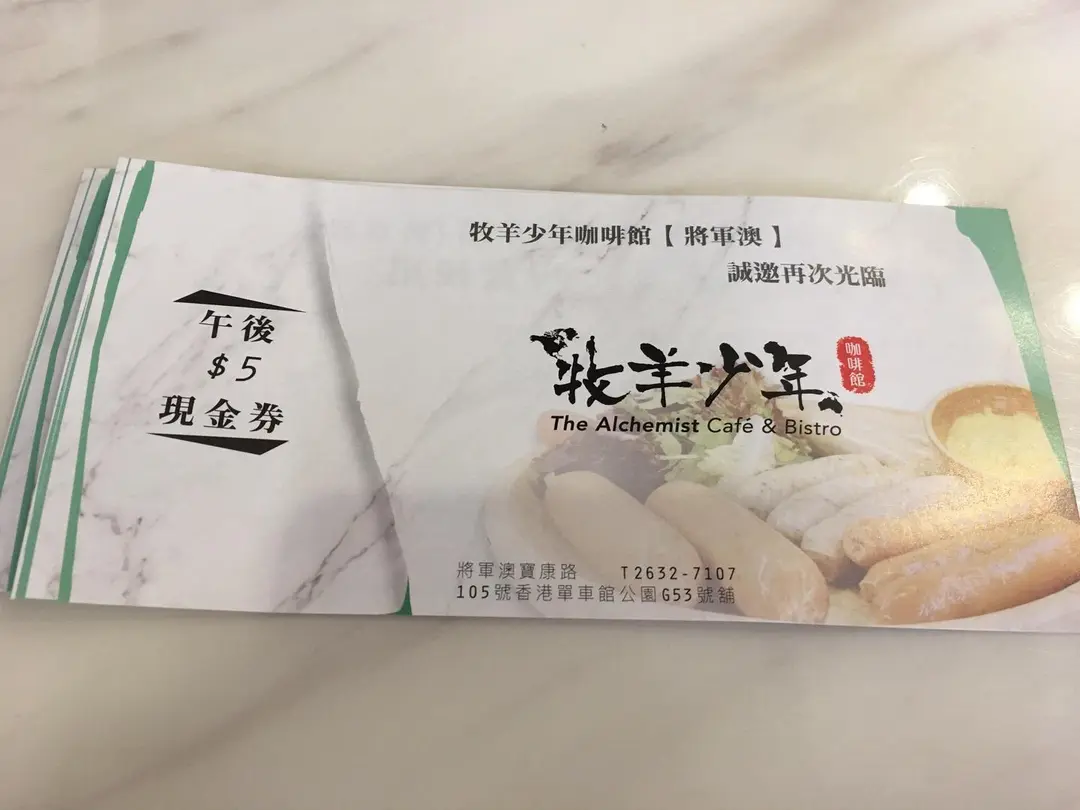 午後
$5
現金券
牧羊少年咖啡館【將軍澳】
誠邀再次光臨
牧羊少年
咖啡館
The Alchemist Café & Bistro
將軍澳寶康路 T2632-7107
105號香港單車館公園G53號舖